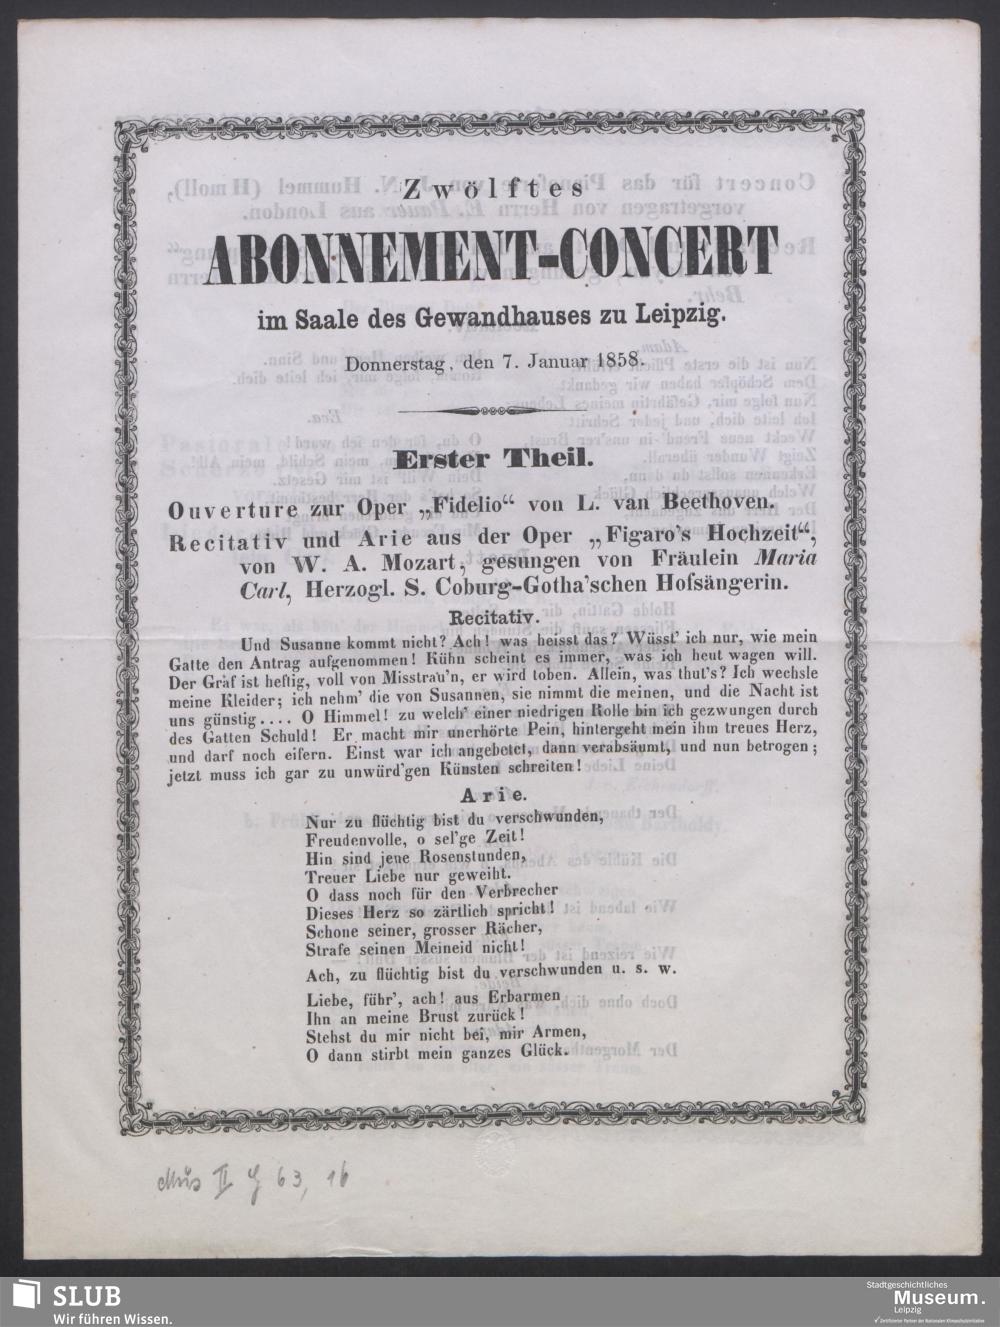 Zwölftes
ABONNEMENT-CONCERT
im Saale des Gewandhauses zu Leipzig.
Donnerstag, den 7. Januar 1858.
Erster Theil.
Ouverture zur Oper „Fidelio“ von L. van Beethoven.
Recitativ und Arie aus der Oper „Figaro's Hochzeit“,
von W. A. Mozart, gesungen von Fräulein Maria
Carl, Herzogl. S. Coburg-Gotha'schen Hofsängerin.
Recitativ.
Und Susanne kommt nicht? Ach! was heisst das? Wüsst' ich nur, wie mein
Gatte den Antrag aufgenommen! Kühn scheint es immer, was ich heut wagen will.
Der Graf ist heftig, voll von Misstrau'n, er wird toben. Allein, was thut's? Ich wechsle
meine Kleider; ich nehm' die von Susannen, sie nimmt die meinen, und die Nacht ist
uns günstig.... O Himmel! zu welch' einer niedrigen Rolle bin ich gezwungen durch
des Gatten Schuld! Er macht mir unerhörte Pein, hintergeht mein ihm treues Herz,
und darf noch eifern. Einst war ich angebetet, dann verabsäumt, und nun betrogen;
jetzt muss ich gar zu unwürd'gen Künsten schreiten!
Arie.
Nur zu flüchtig bist du verschwunden,
Freudenvolle, o sel'ge Zeit!
Hin sind jene Rosenstunden,
Treuer Liebe nur geweiht.
O dass noch für den Verbrecher
Dieses Herz so zärtlich spricht!
Schone seiner, grosser Rächer,
Strafe seinen Meineid nicht!
Ach, zu flüchtig bist du verschwunden u. s. w.
Liebe, führ', ach! aus Erbarmen
Ihn an meine Brust zurück!
Stehst du mir nicht bei, mir Armen,
O dann stirbt mein ganzes Glück.
Mus II 63, 16
SLUB
Wir führen Wissen.
Stadtgeschichtliches
Museum.
Leipzig
Zertifizierter Partner der Nationalen Klimaschutzinitiative